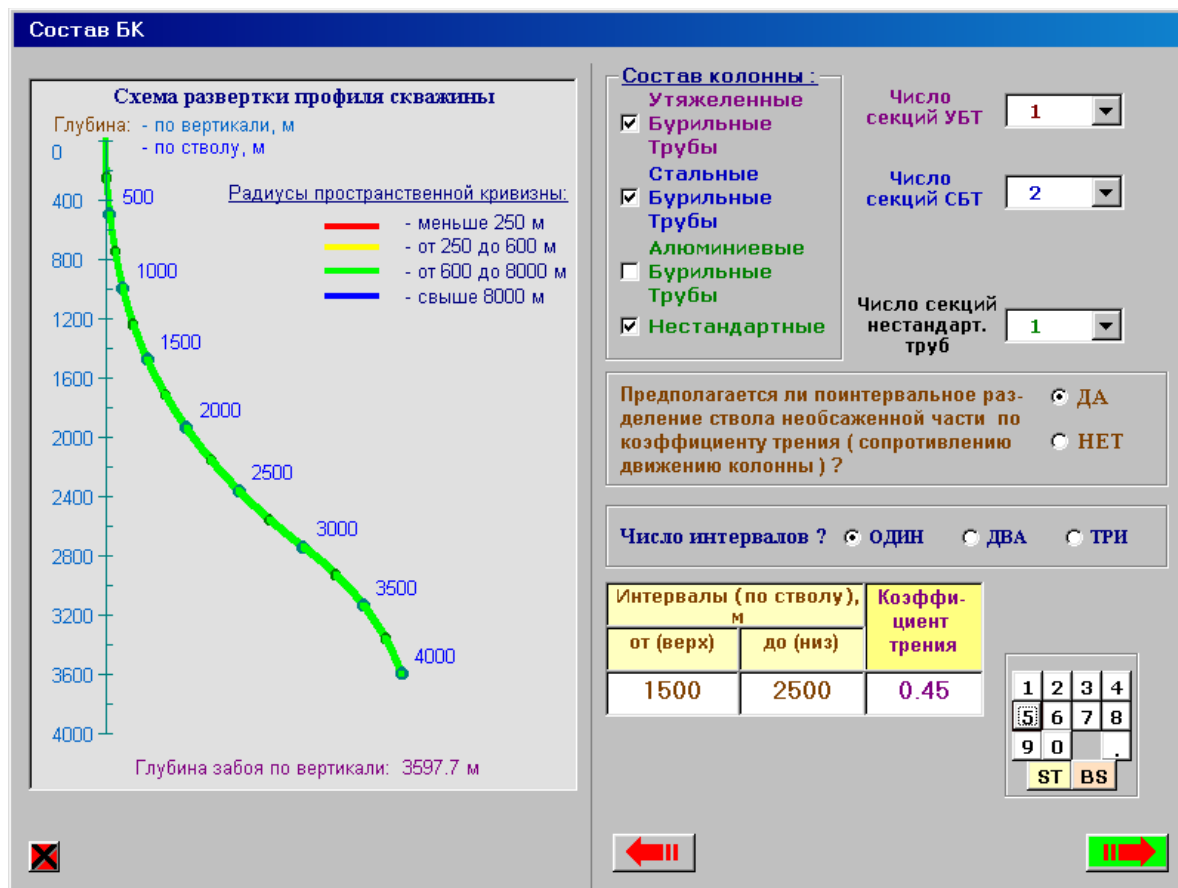 Состав БК
Схема развертки профиля скважины
Глубина: - по вертикали, м
- по стволу, м
0
400
800
1200
1600
2000
2400
2800
3200
3600
4000
500
1000
1500
2000
2500
3000
3500
4000
Радиусы пространственной кривизны:
- меньше 250 м
- от 250 до 600 м
- от 600 до 8000 м
- свыше 8000 м
Глубина забоя по вертикали: 3597.7 м
Состав колонны :
Утяжеленные
Бурильные
Трубы
Стальные
Бурильные
Трубы
Алюминиевые
Бурильные
Трубы
Нестандартные
Число
секций УБТ
1
Число
секций СБТ
2
Число секций
нестандарт.
труб
1
Предполагается ли поинтервальное раз-
деление ствола необсаженной части по
коэффициенту трения ( сопротивлению
движению колонны ) ?
ДА
НЕТ
Число интервалов ? ОДИН ДВА ТРИ
Интервалы ( по стволу ),
м
от (верх) до (низ)
Коэффи-
циент
трения
1500 2500 0.45
1 2 3 4
5 6 7 8
9 0 .
ST BS